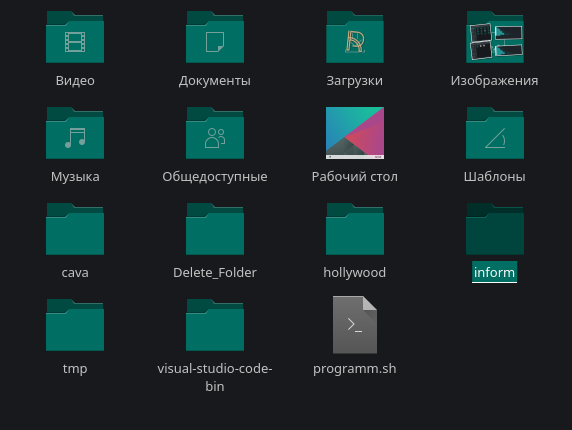 Видео
Документы
Загрузки
Изображения
Музыка
Общедоступные
Рабочий стол
Шаблоны
cava
Delete_Folder
hollywood
inform
tmp
visual-studio-code-
bin
programm.sh